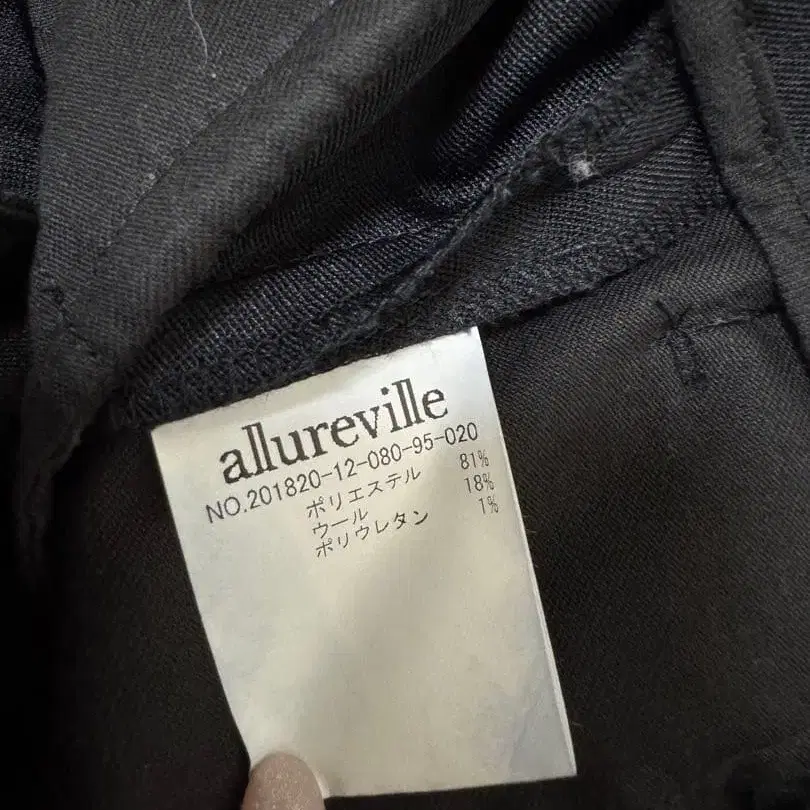 allureville
NO.201820-12-080-95-020
ポリエステル 81%
ウール 18%
ポリウレタン 1%